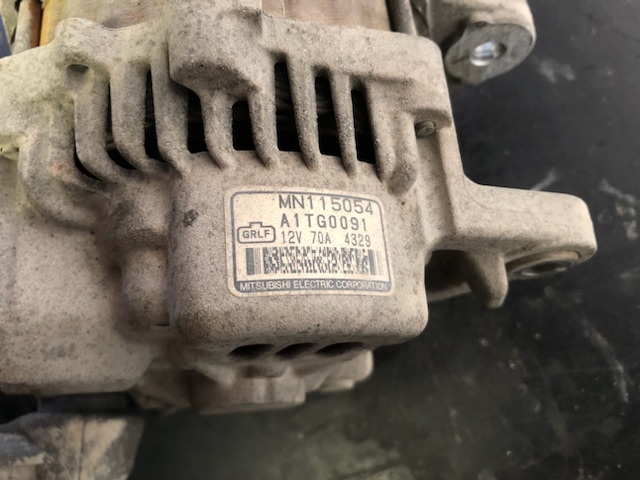 MN115054
A1TG0091
GRLF 12V 70A 4329
MITSUBISHI ELECTRIC CORPORATION